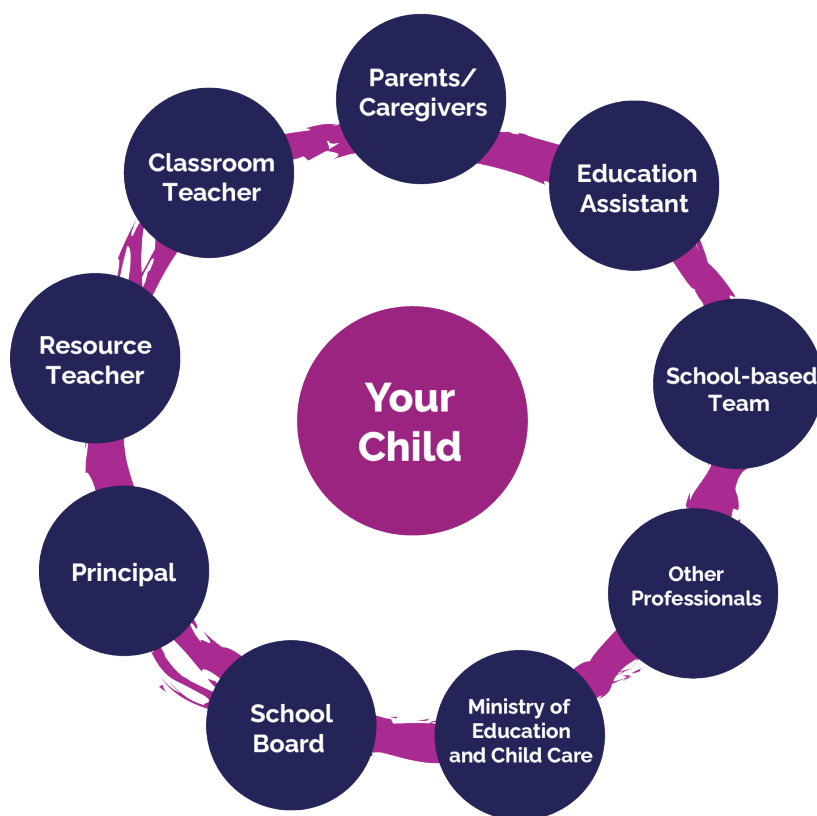 Parents/
Caregivers
Education
Assistant
School-based
Team
Other
Professionals
Ministry of
Education
and Child Care
School
Board
Principal
Resource
Teacher
Classroom
Teacher
Your
Child